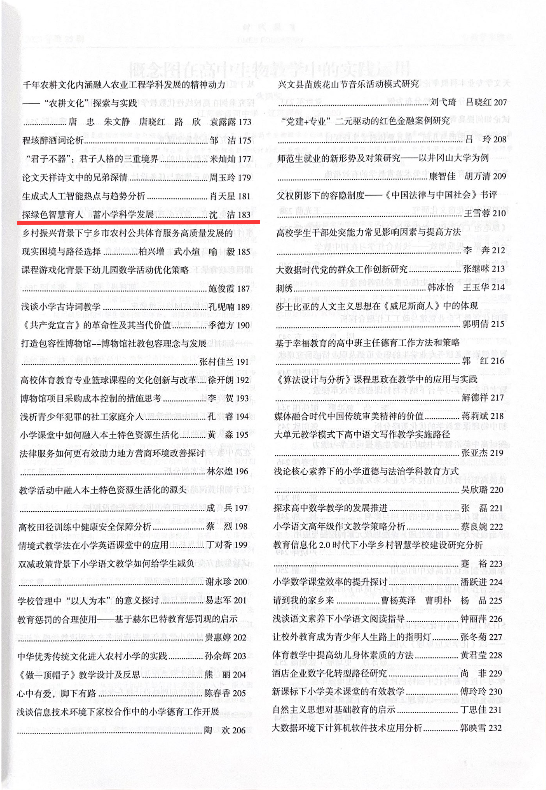 千年农耕文化内涵融入农业工程学科发展的精神动力
——“农耕文化”探索与实践
唐 忠 朱文静 唐晓红 路 欣 袁露露 173
程垓醉酒词论析 邹 洁 175
“君子不器”：君子人格的三重境界 米灿灿 177
论文天祥诗文中的兄弟深情 周玉玲 179
生成式人工智能热点与趋势分析 肖天星 181
探绿色智慧育人 蓄小学科学发展 沈 洁 183
乡村振兴背景下宁乡市农村公共体育服务高质量发展的
现实困境与路径选择 柏兴增 武小煊 喻 毅 185
课程游戏化背景下幼儿园数学活动优化策略
施俊霞 187
浅谈小古诗词教学 孔昵喃 189
《共产党宣言》的革命性及其当代价值 季德方 190
打造包容性博物馆--博物馆社教包容理念与发展
张村佳兰 191
高校体育教育专业篮球课程的文化创新与改革 徐开朗 192
博物馆项目采购成本控制的措施思考 李 贺 193
浅析青少年犯罪的社工家庭介入 孔 睿 194
小学课堂中如何融入本土特色资源生活化 黄 淼 195
法律服务如何更有效助力地方营商环境改善探讨
林尔煌 196
教学活动中融入本土特色资源生活化的源头
成 兵 197
高校田径训练中健康安全保障分析 蔡 烈 198
情境式教学法在小学英语课堂中的应用 丁对香 199
双减政策背景下小学语文教学如何给学生减负
谢永珍 200
学校管理中“以人为本”的意义探讨 易志军 201
教育惩罚的合理使用——基于赫尔巴特教育惩罚观的启示
贵惠婷 202
中华优秀传统文化进入农村小学的实践 孙余辉 203
《做一顶帽子》教学设计及反思 熊 丽 204
心中有爱，脚下有路 陈春香 205
浅谈信息技术环境下家校合作中的小学德育工作开展
陶 欢 206
兴文县苗族花山节音乐活动模式研究
刘弋琦 吕晓红 207
“党建+专业”二元驱动的红色金融案例研究
吕 玲 208
师范生就业的新形势及对策研究——以井冈山大学为例
康智佳 胡万清 209
父权阴影下的容隐制度——《中国法律与中国社会》书评
王雪蓉 210
高校学生干部处突能力常见影响因素与提高方法
李 奔 212
大数据时代党的群众工作创新研究 张继咪 213
刺绣 韩冰怡 王玉华 214
莎士比亚的人文主义思想在《威尼斯商人》中的体现
郭明倩 215
基于幸福教育的高中班主任德育工作方法和策略
郭 红 216
《算法设计与分析》课程思政在教学中的应用与实践
解德祥 217
媒体融合时代中国传统审美精神的价值 蒋莉斌 218
大单元教学模式下高中语文写作教学实施路径
张亚杰 219
浅论核心素养下的小学道德与法治学科教育方式
吴欣璐 220
探求高中数学教学的发展推进 张 磊 221
小学语文高年级作文教学策略分析 蔡良婉 222
教育信息化 2.0 时代下小学乡村智慧学校建设研究分析
蹇 裕 223
小学数学课堂效率的提升探讨 潘跃进 224
请到我的家乡来 曹杨英泽 曹明朴 杨 品 225
浅谈语文素养下小学语文阅读指导 钟丽萍 226
让校外教育成为青少年人生路上的指明灯 张冬菊 227
体育教学中提高幼儿身体素质的方法 黄君莹 228
酒店企业数字化转型路径研究 尚 菲 229
新课标下小学美术课堂的有效教学 傅玲玲 230
自然主义思想对基础教育的启示 丁思佳 231
大数据环境下计算机软件技术应用分析 郭映雪 232